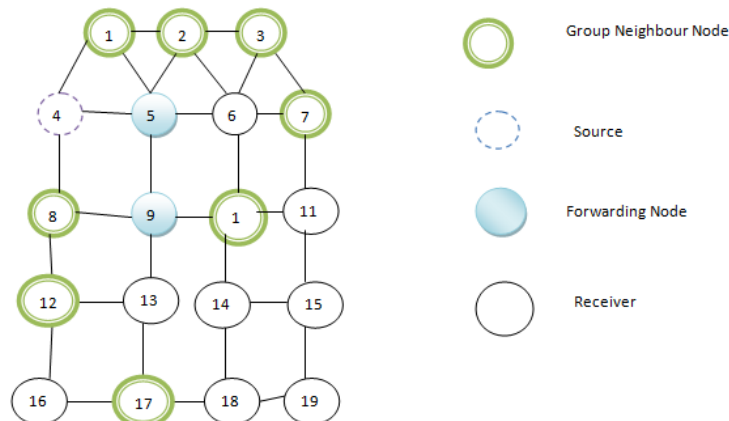 1 2 3
Group Neighbour Node
4 5 6 7
Source
8 9 1 11
Forwarding Node
12 13 14 15
Receiver
16 17 18 19